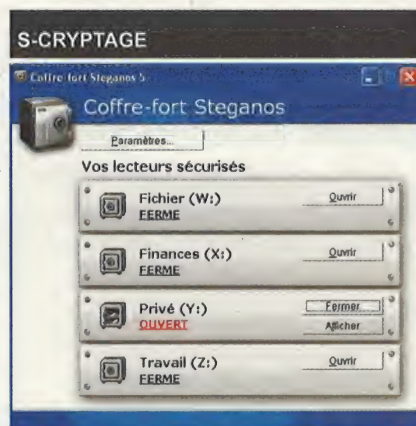 S-CRYPTAGE
Coffre-fort Steganos 5
Coffre-fort Steganos
Paramètres...
Vos lecteurs sécurisés
Fichier (W:)
Ouvrir
FERME
Finances (X:)
Ouvrir
FERME
Privé (Y:)
Fermer
OUVERT
Afficher
Travail (Z:)
Ouvrir
FERME